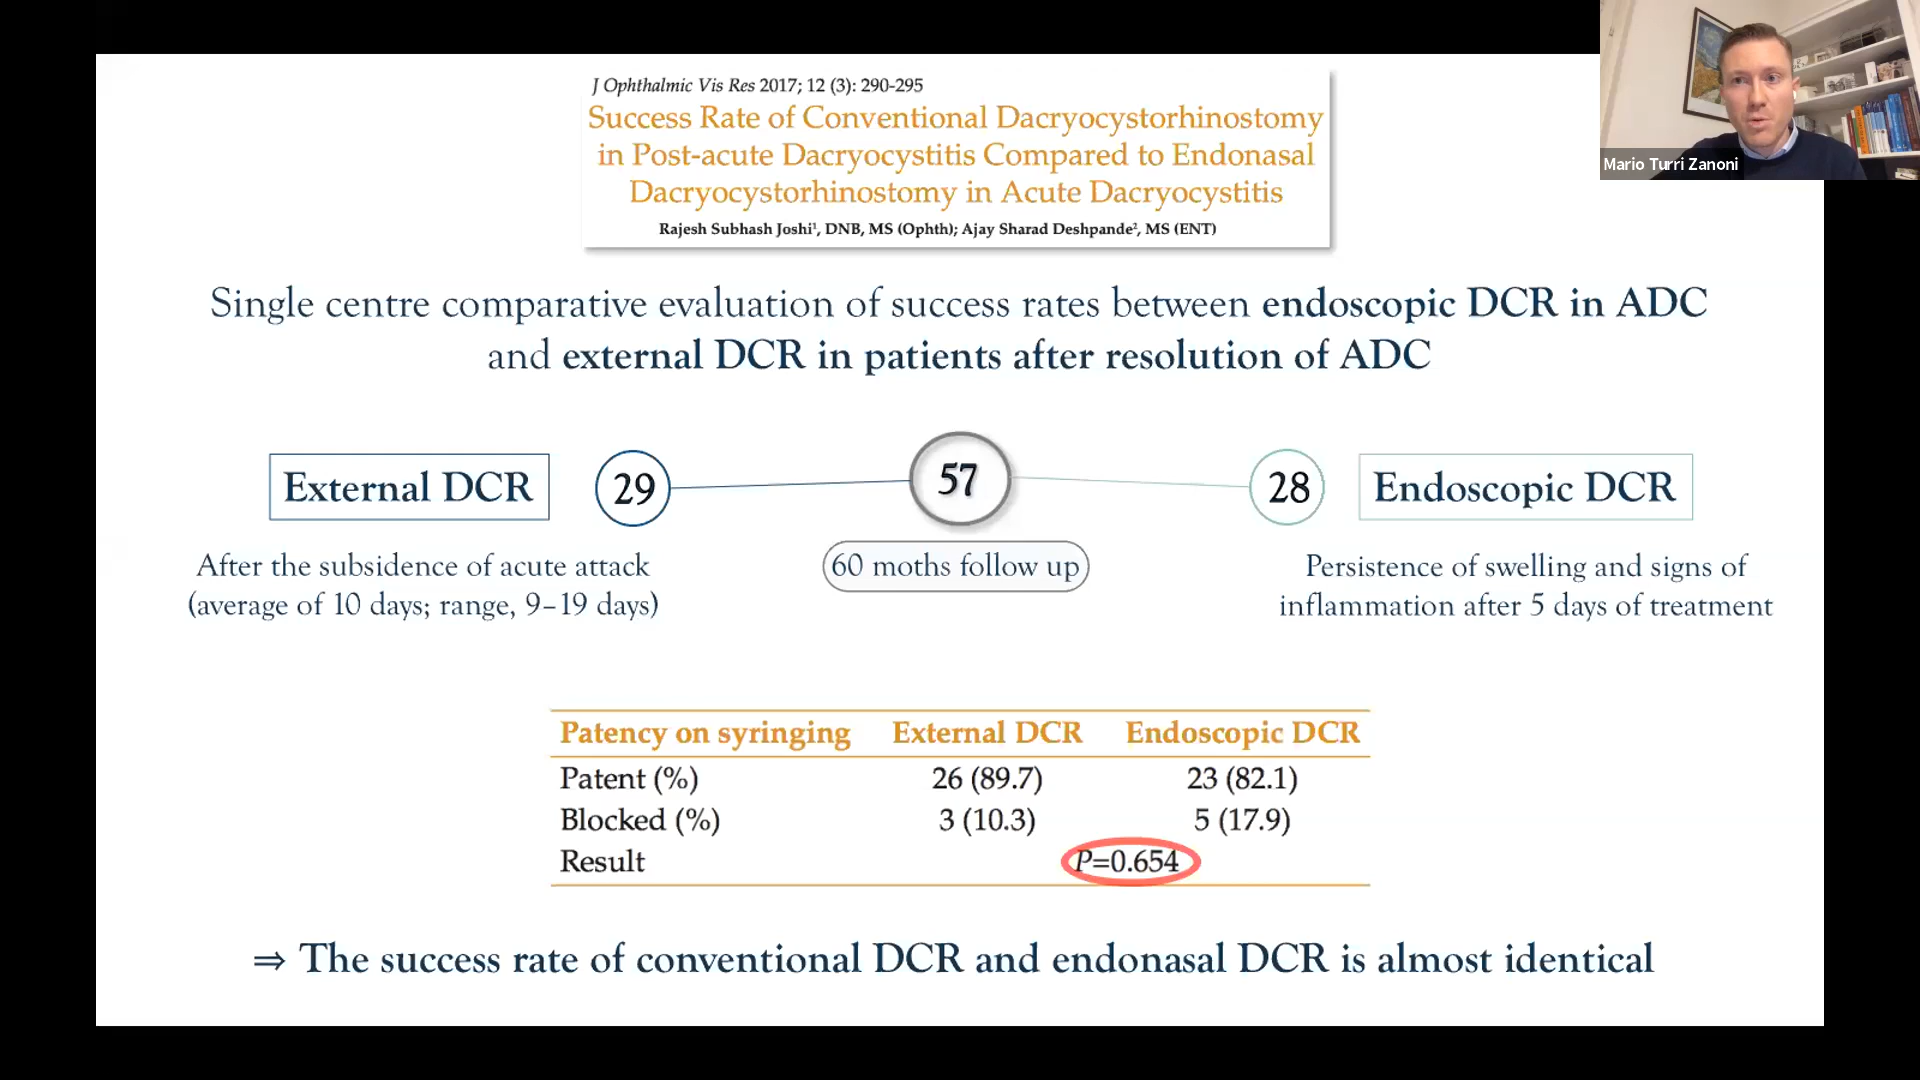 J Ophthalmic Vis Res 2017; 12 (3): 290-295
Success Rate of Conventional Dacryocystorhinostomy
in Post-acute Dacryocystitis Compared to Endonasal
Dacryocystorhinostomy in Acute Dacryocystitis
Rajesh Subhash Joshi¹, DNB, MS (Ophth); Ajay Sharad Deshpande², MS (ENT)
Mario Turri Zanoni
Single centre comparative evaluation of success rates between endoscopic DCR in ADC
and external DCR in patients after resolution of ADC
External DCR 29 57 28 Endoscopic DCR
After the subsidence of acute attack
(average of 10 days; range, 9–19 days)
60 moths follow up
Persistence of swelling and signs of
inflammation after 5 days of treatment
Patency on syringing External DCR Endoscopic DCR
Patent (%) 26 (89.7) 23 (82.1)
Blocked (%) 3 (10.3) 5 (17.9)
Result P=0.654
⇒ The success rate of conventional DCR and endonasal DCR is almost identical